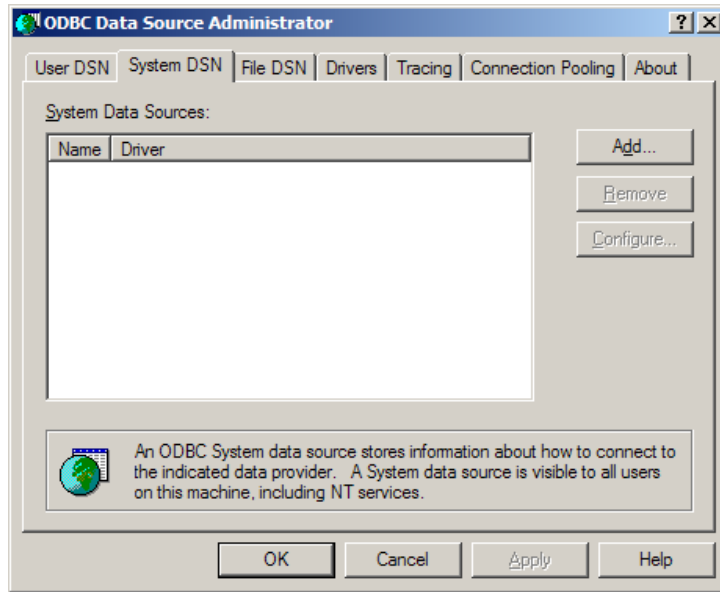 ODBC Data Source Administrator
User DSN System DSN File DSN Drivers Tracing Connection Pooling About
System Data Sources:
Name Driver
Add...
Remove
Configure...
An ODBC System data source stores information about how to connect to
the indicated data provider. A System data source is visible to all users
on this machine, including NT services.
OK Cancel Apply Help